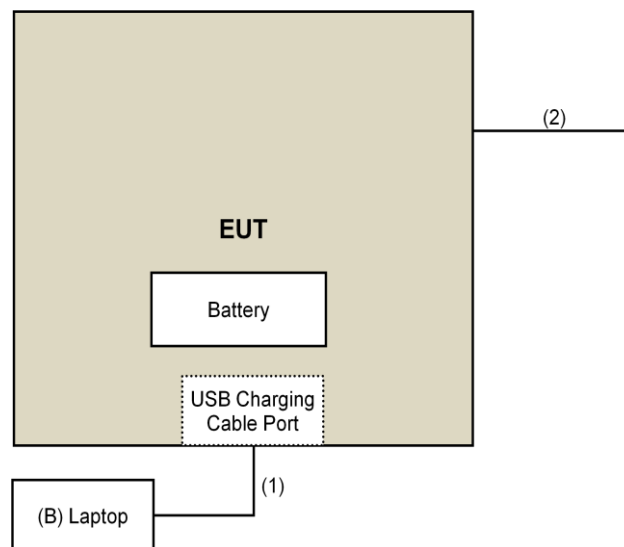 (2)
EUT
Battery
USB Charging
Cable Port
(1)
(B) Laptop